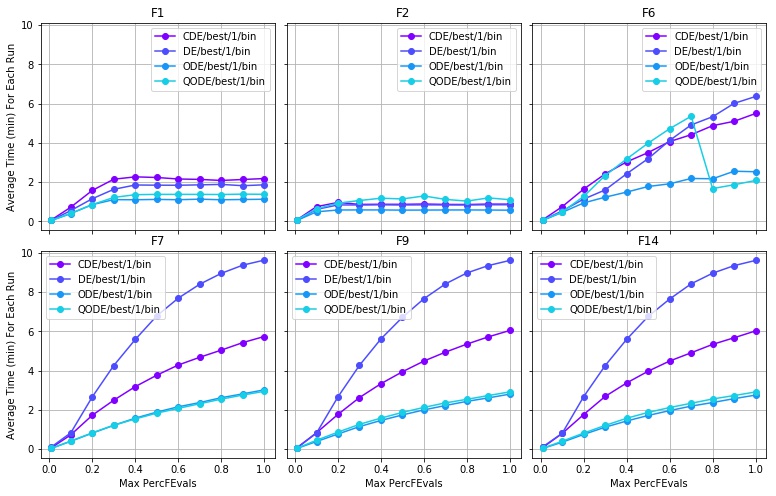 F1
F2
F6
10
8
6
4
2
0
Average Time (min) For Each Run
CDE/best/1/bin
DE/best/1/bin
ODE/best/1/bin
QODE/best/1/bin
CDE/best/1/bin
DE/best/1/bin
ODE/best/1/bin
QODE/best/1/bin
CDE/best/1/bin
DE/best/1/bin
ODE/best/1/bin
QODE/best/1/bin
F7
F9
F14
10
8
6
4
2
0
Average Time (min) For Each Run
CDE/best/1/bin
DE/best/1/bin
ODE/best/1/bin
QODE/best/1/bin
CDE/best/1/bin
DE/best/1/bin
ODE/best/1/bin
QODE/best/1/bin
CDE/best/1/bin
DE/best/1/bin
ODE/best/1/bin
QODE/best/1/bin
0.0 0.2 0.4 0.6 0.8 1.0
0.0 0.2 0.4 0.6 0.8 1.0
0.0 0.2 0.4 0.6 0.8 1.0
Max PercFEvals
Max PercFEvals
Max PercFEvals